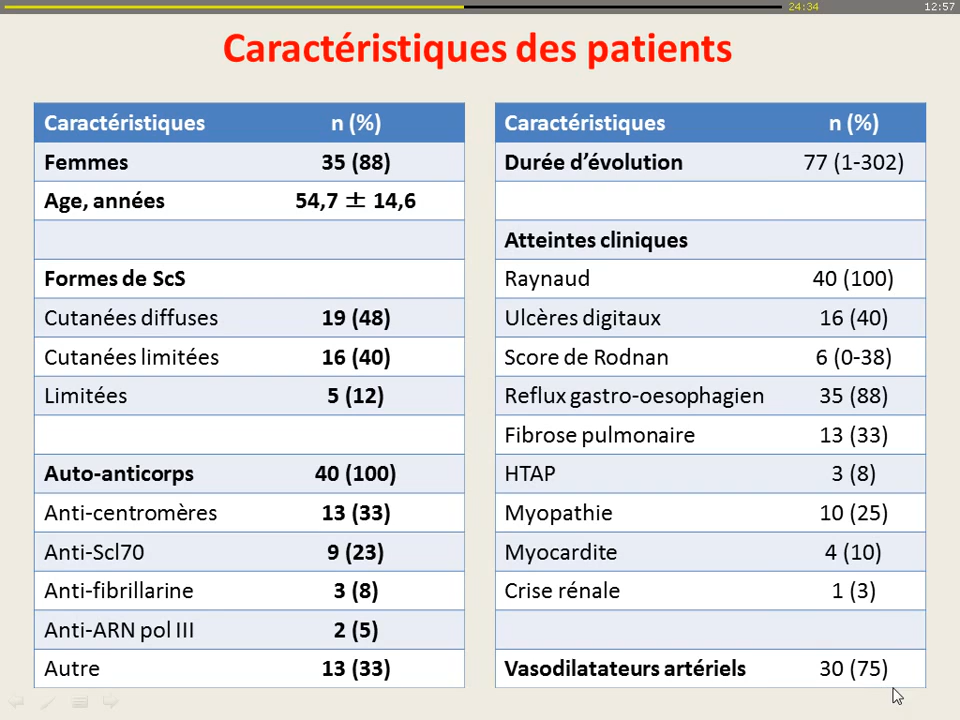 24:34
12:57
Caractéristiques des patients
Caractéristiques n (%)
Femmes 35 (88)
Age, années 54,7 ± 14,6
Formes de ScS
Cutanées diffuses 19 (48)
Cutanées limitées 16 (40)
Limitées 5 (12)
Auto-anticorps 40 (100)
Anti-centromères 13 (33)
Anti-Scl70 9 (23)
Anti-fibrillarine 3 (8)
Anti-ARN pol III 2 (5)
Autre 13 (33)
Caractéristiques n (%)
Durée d’évolution 77 (1-302)
Atteintes cliniques
Raynaud 40 (100)
Ulcères digitaux 16 (40)
Score de Rodnan 6 (0-38)
Reflux gastro-oesophagien 35 (88)
Fibrose pulmonaire 13 (33)
HTAP 3 (8)
Myopathie 10 (25)
Myocardite 4 (10)
Crise rénale 1 (3)
Vasodilatateurs artériels 30 (75)